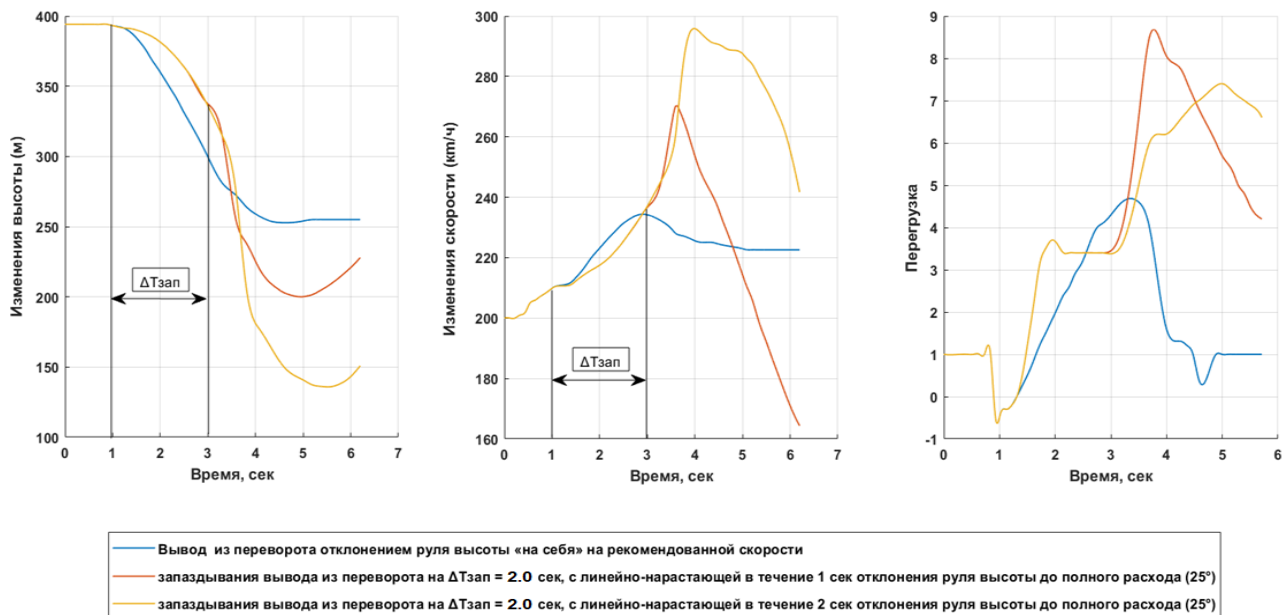 400
350
300
250
200
150
100
0 1 2 3 4 5 6 7
Изменения высоты (м)
Время, сек
ΔTзап
300
280
260
240
220
200
180
160
0 1 2 3 4 5 6 7
Изменения скрости (km/ч)
Время, сек
ΔTзап
9
8
7
6
5
4
3
2
1
0
-1
0 1 2 3 4 5 6
Перегрузка
Время, сек
Вывод из переворота отклонением руля высоты «на себя» на рекомендованной скорости
запаздывания вывода из переворота на ΔTзап = 2.0 сек, с линейно-нарастающей в течение 1 сек отклонения руля высоты до полного расхода (25°)
запаздывания вывода из переворота на ΔTзап = 2.0 сек, с линейно-нарастающей в течение 2 сек отклонения руля высоты до полного расхода (25°)